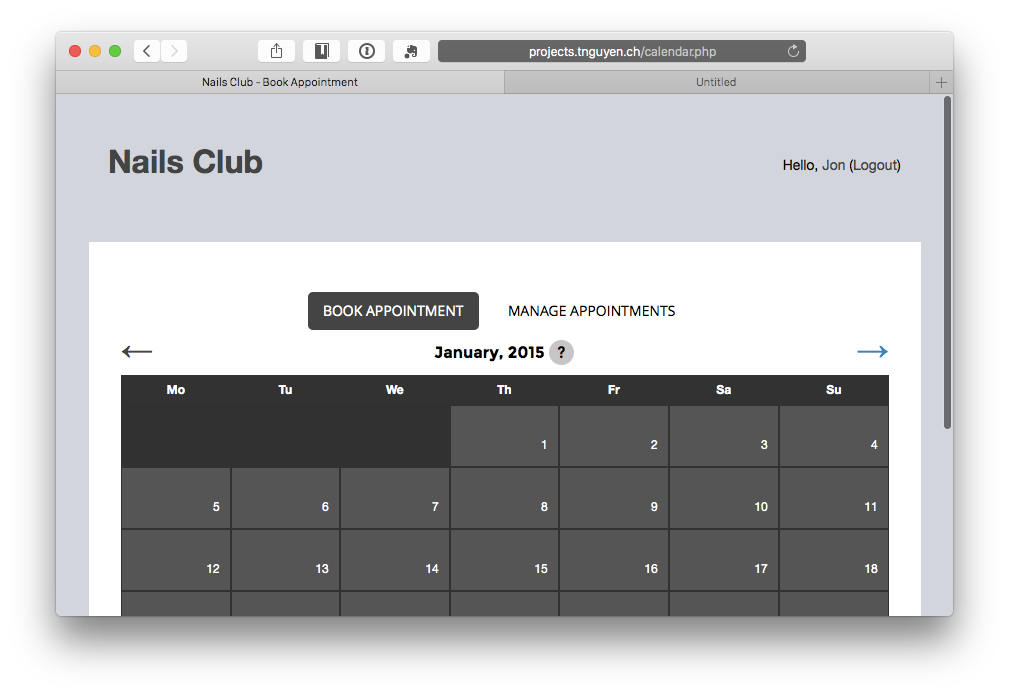 projects.tnguyen.ch/calendar.php
Nails Club - Book Appointment
Untitled
Nails Club
Hello, Jon (Logout)
BOOK APPOINTMENT
MANAGE APPOINTMENTS
January, 2015 ?
Mo Tu We Th Fr Sa Su
1 2 3 4
5 6 7 8 9 10 11
12 13 14 15 16 17 18